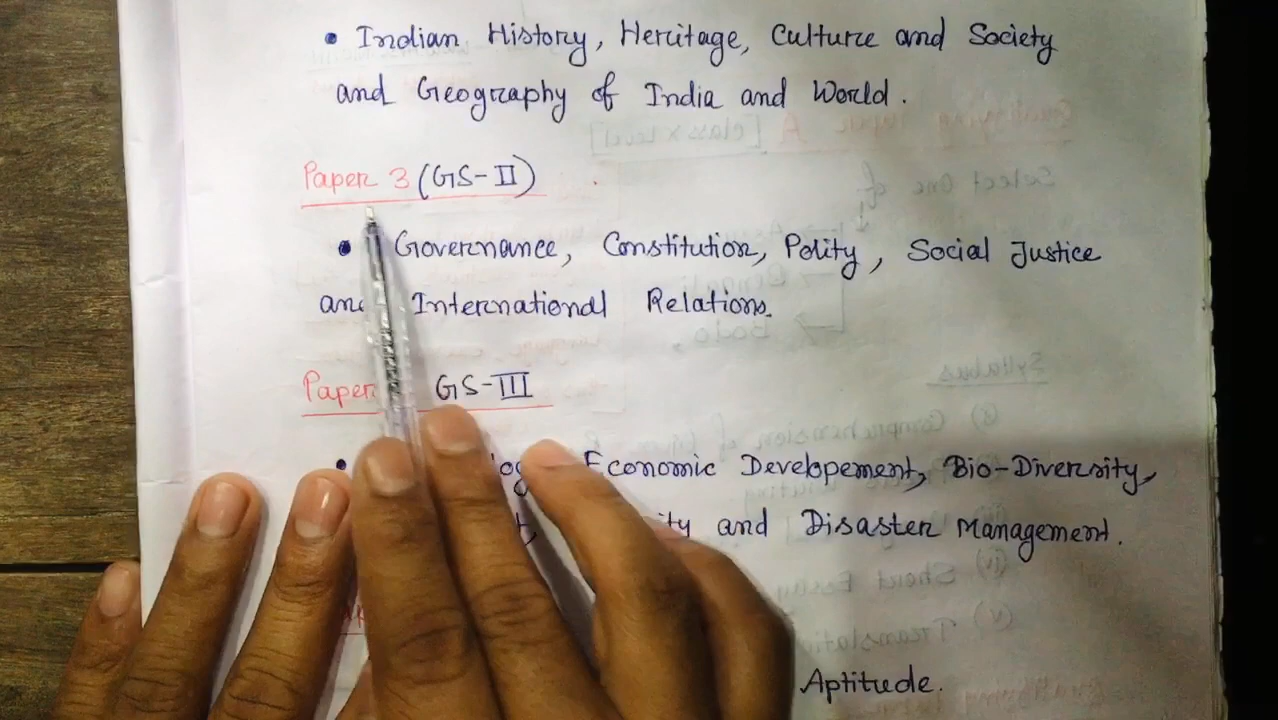 • Indian History, Heritage, Culture and Society
and Geography of India and World.
Paper 3 (GS-II)
• Governance, Constitution, Polity, Social Justice
and International Relations.
Paper GS-III
• Economic Developement, Bio-Diversity,
and Disaster Management.
Aptitude.